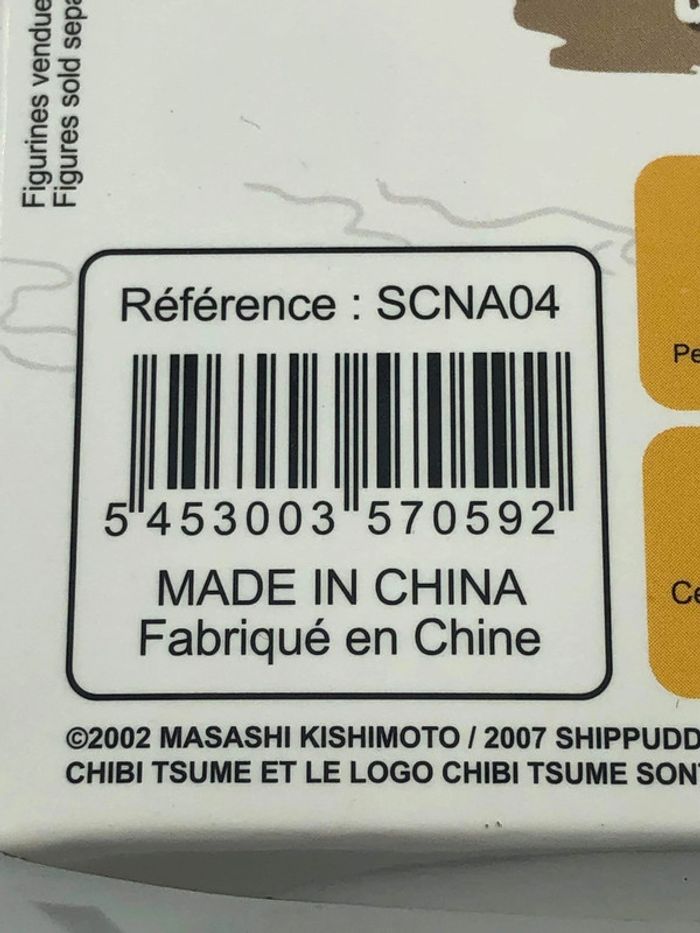 Figurines vendue
Figures sold sepa
Référence : SCNA04
5 453003 570592
MADE IN CHINA
Fabriqué en Chine
Pe
Ce
©2002 MASASHI KISHIMOTO / 2007 SHIPPUDD
CHIBI TSUME ET LE LOGO CHIBI TSUME SONT